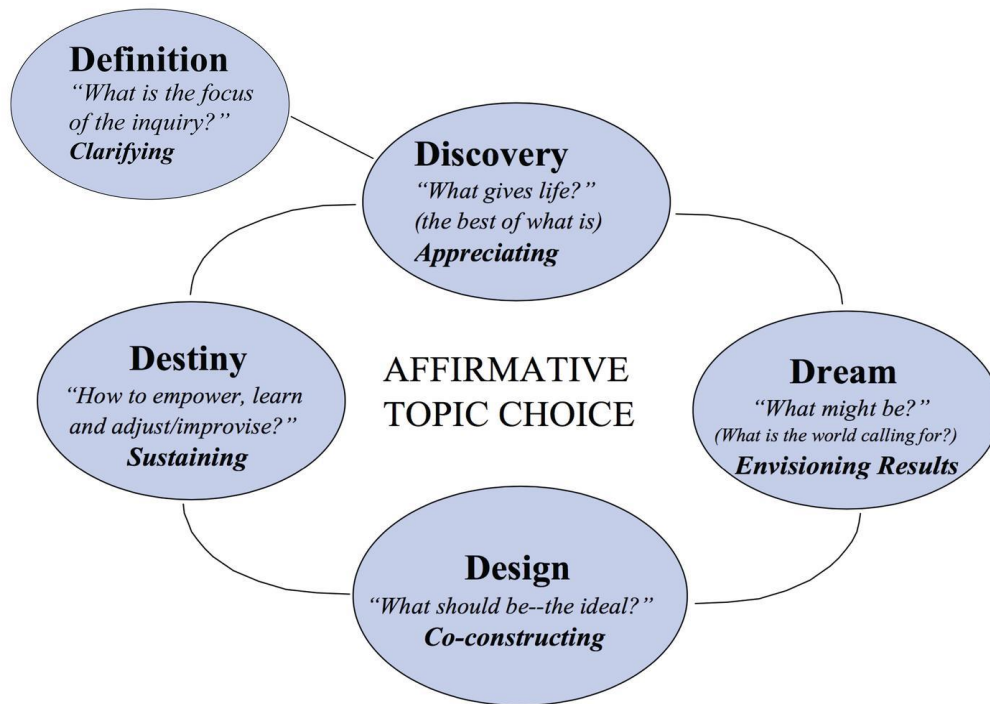 Definition
“What is the focus
of the inquiry?”
Clarifying
Discovery
“What gives life?”
(the best of what is)
Appreciating
Dream
“What might be?”
(What is the world calling for?)
Envisioning Results
Design
“What should be--the ideal?”
Co-constructing
Destiny
“How to empower, learn
and adjust/improvise?”
Sustaining
AFFIRMATIVE
TOPIC CHOICE